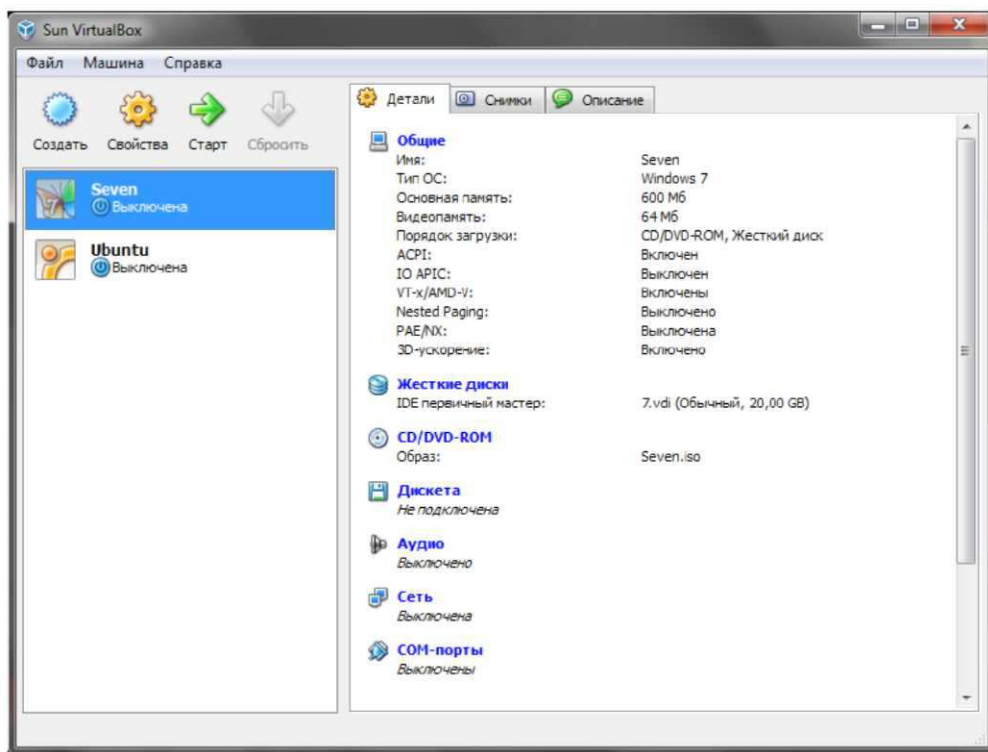 Sun VirtualBox
Файл Машина Справка
Создать Свойства Старт Сбросить
Seven
Выключена
Ubuntu
Выключена
Детали Снимки Описание
Общие
Имя: Seven
Тип ОС: Windows 7
Основная память: 600 Мб
Видеопамять: 64 Мб
Порядок загрузки: CD/DVD-ROM, Жесткий диск
ACPI: Включен
IO APIC: Выключен
VT-x/AMD-V: Включены
Nested Paging: Выключено
PAE/NX: Выключена
3D-ускорение: Включено
Жесткие диски
IDE первичный мастер: 7.vdi (Обычный, 20,00 GB)
CD/DVD-ROM
Образ: Seven.iso
Дискета
Не подключена
Аудио
Выключено
Сеть
Выключена
COM-порты
Выключены